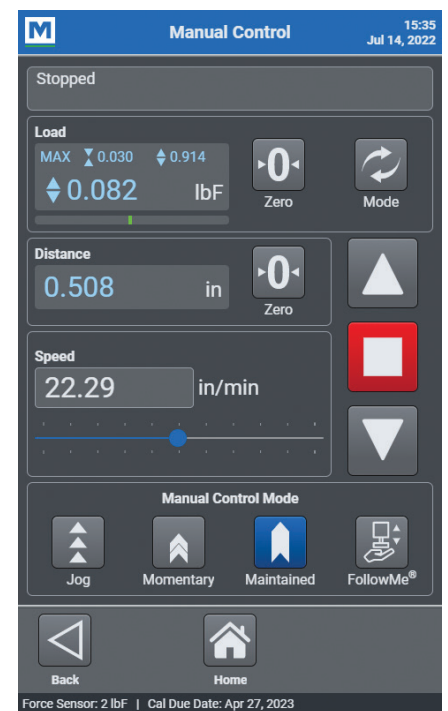 M
Manual Control
15:35
Jul 14, 2022
Stopped
Load
MAX 0.030 0.914
0.082 lbF
0
Zero
Mode
Distance
0.508 in
0
Zero
Speed
22.29 in/min
Manual Control Mode
Jog Momentary Maintained FollowMe®
Back Home
Force Sensor: 2 lbF | Cal Due Date: Apr 27, 2023